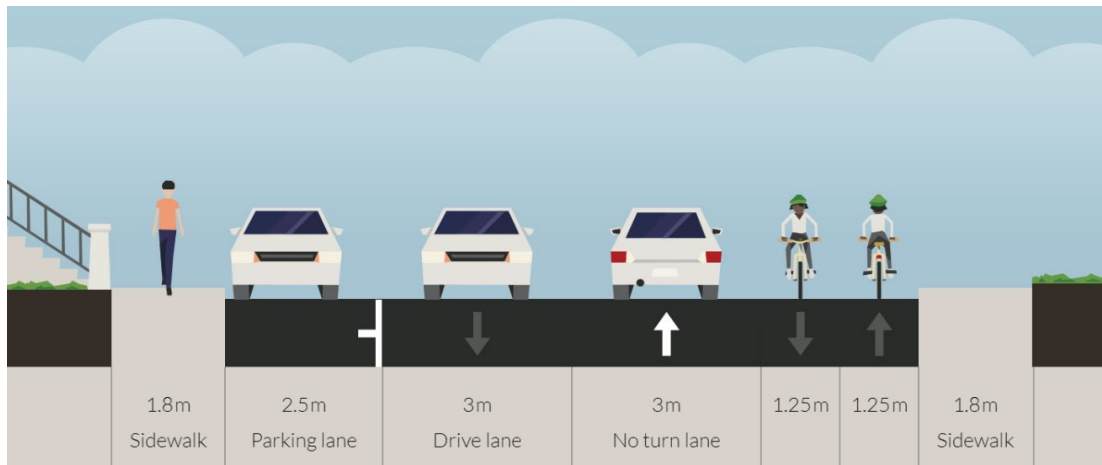 1.8m
Sidewalk
2.5m
Parking lane
3m
Drive lane
3m
No turn lane
1.25m
1.25m
1.8m
Sidewalk